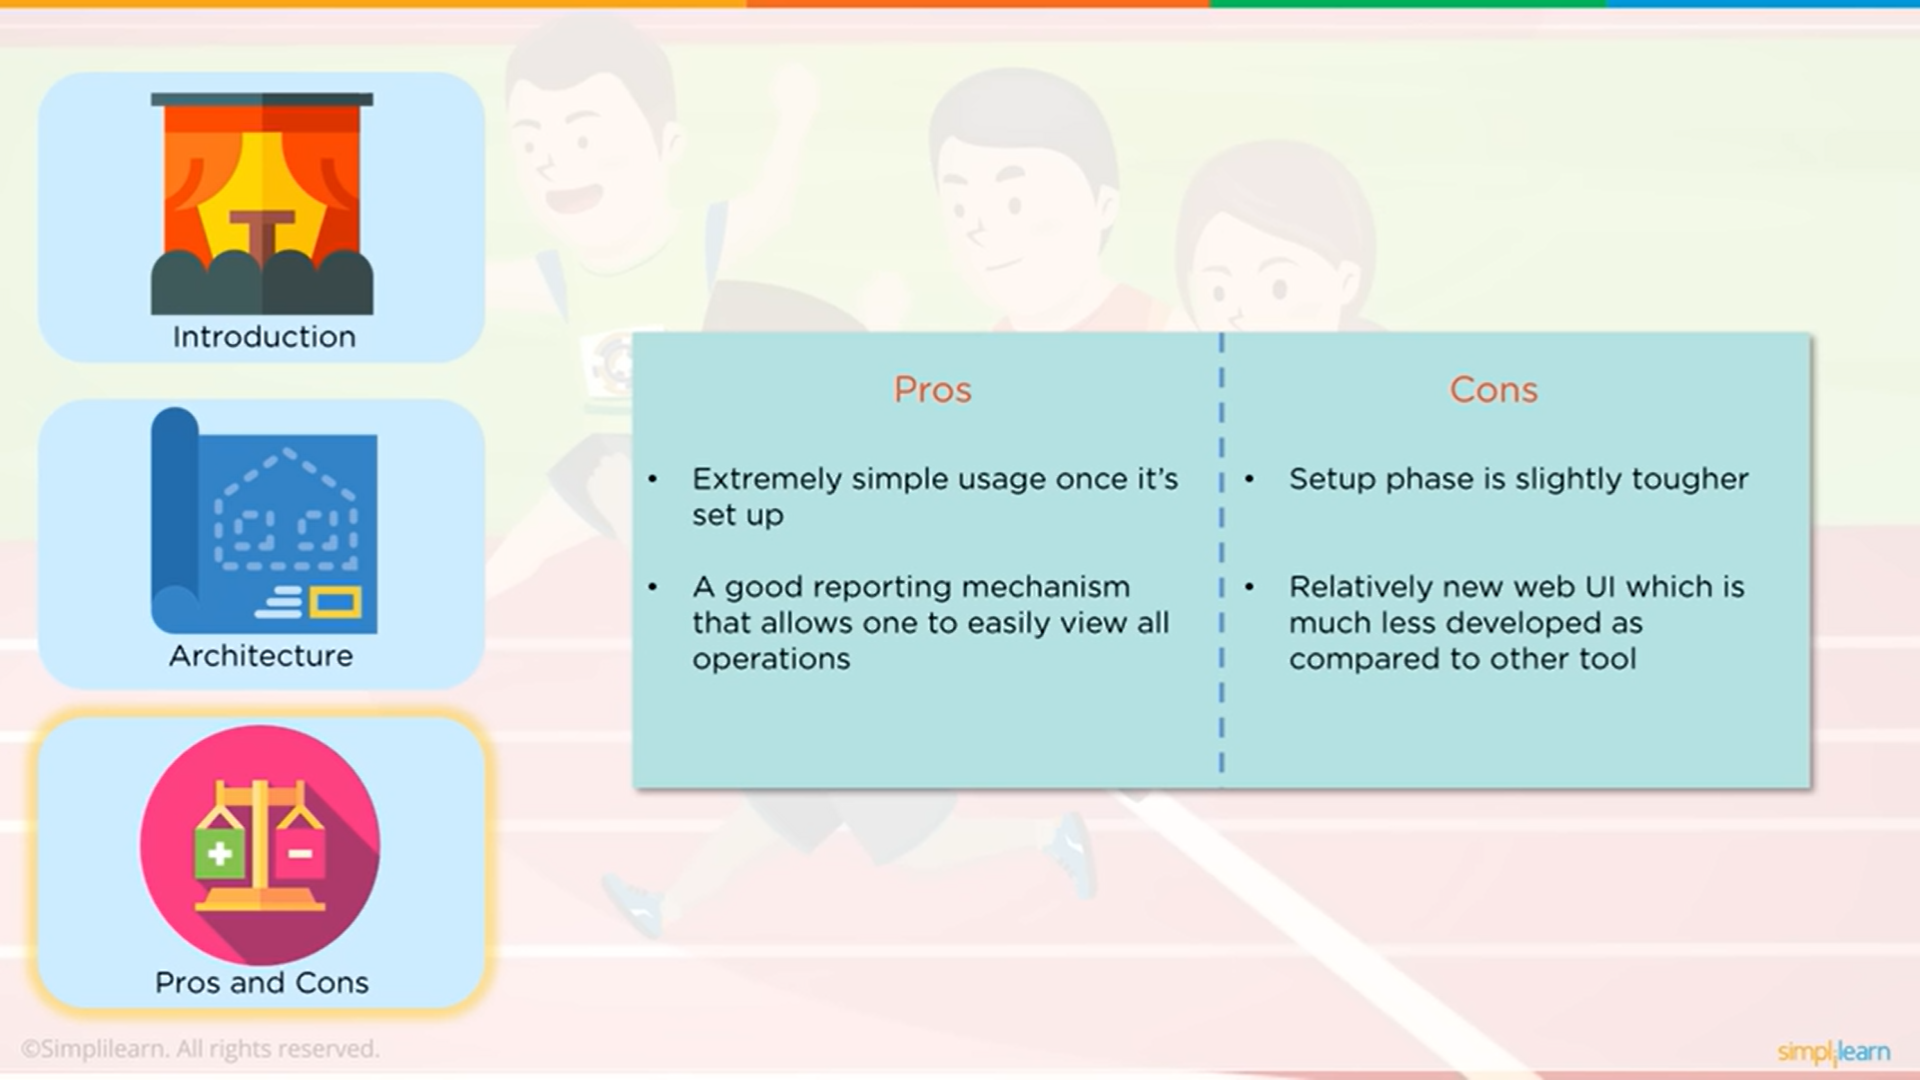 Introduction
Architecture
Pros and Cons
Pros
• Extremely simple usage once it's
set up
• A good reporting mechanism
that allows one to easily view all
operations
Cons
• Setup phase is slightly tougher
• Relatively new web UI which is
much less developed as
compared to other tool
©Simplilearn. All rights reserved.
simplilearn